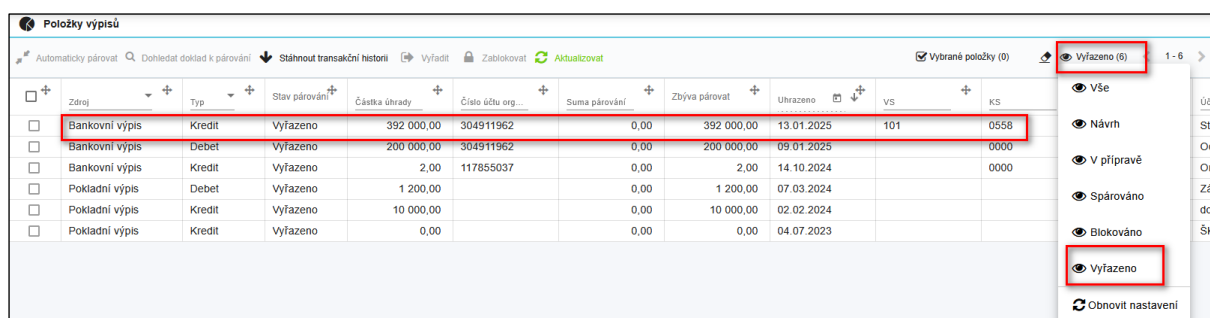 Položky výpisů
Automaticky párovat Dohledat doklad k párování Stáhnout transakční historii Vyřadit Zablokovat Aktualizovat Vybrané položky (0) Vyřazeno (6) 1 - 6
Zdroj Typ Stav párování Částka úhrady Číslo účtu org... Suma párování Zbývá párovat Uhrazeno VS KS
Bankovní výpis Kredit Vyřazeno 392 000,00 304911962 0,00 392 000,00 13.01.2025 101 0558
Bankovní výpis Debet Vyřazeno 200 000,00 304911962 0,00 200 000,00 09.01.2025 0000
Bankovní výpis Kredit Vyřazeno 2,00 117855037 0,00 2,00 14.10.2024 0000
Pokladní výpis Debet Vyřazeno 1 200,00 0,00 1 200,00 07.03.2024
Pokladní výpis Kredit Vyřazeno 10 000,00 0,00 10 000,00 02.02.2024
Pokladní výpis Kredit Vyřazeno 0,00 0,00 0,00 04.07.2023
Vše
Návrh
V přípravě
Spárováno
Blokováno
Vyřazeno
Obnovit nastavení